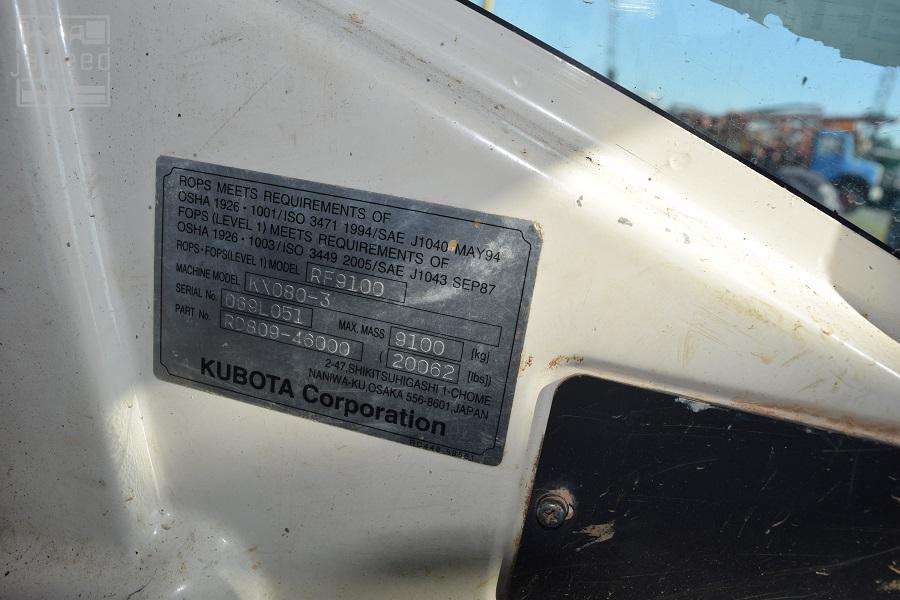 ROPS MEETS REQUIREMENTS OF
OSHA 1926・1001/ISO 3471 1994/SAE J1040 MAY94
FOPS (LEVEL 1) MEETS REQUIREMENTS OF
OSHA 1926・1003/ISO 3449 2005/SAE J1043 SEP87
ROPS・FOPS(LEVEL 1) MODEL RF9100
MACHINE MODEL KX080-3
SERIAL No. 069L051 MAX. MASS 9100 [kg]
PART No. RD809-46000 ( 20062 [lbs])
2-47,SHIKITSUHIGASHI 1-CHOME
NANIWA-KU,OSAKA 556-8601,JAPAN
KUBOTA Corporation